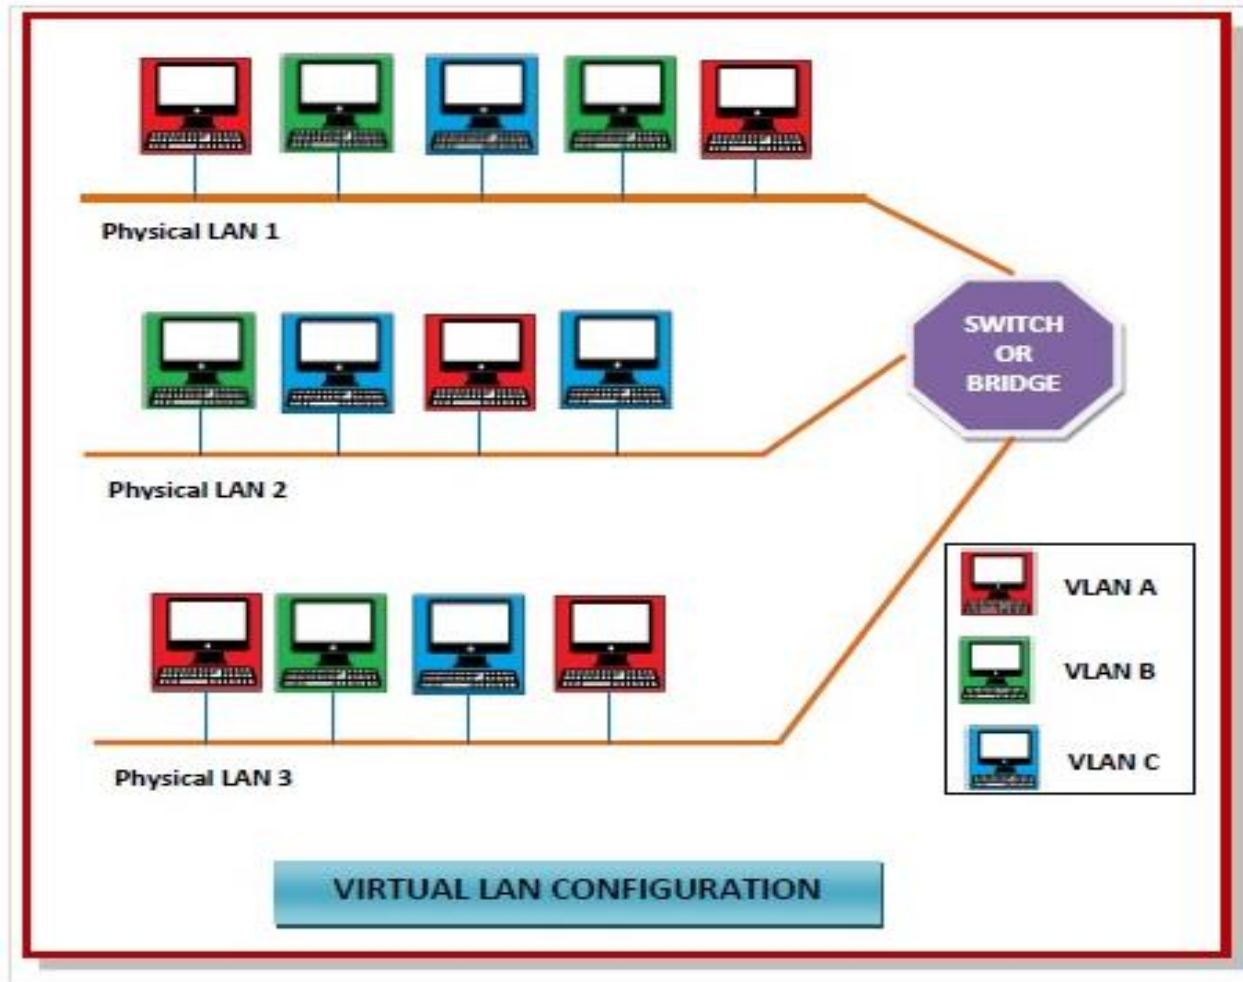 Physical LAN 1
SWITCH
OR
BRIDGE
Physical LAN 2
VLAN A
VLAN B
VLAN C
Physical LAN 3
VIRTUAL LAN CONFIGURATION